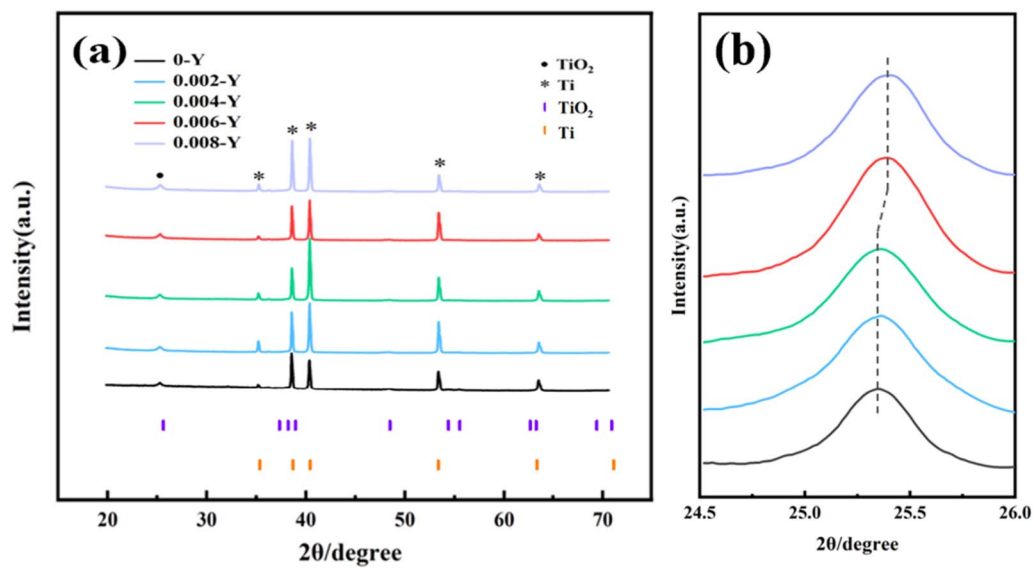 (a)
0-Y
0.002-Y
0.004-Y
0.006-Y
0.008-Y
• TiO₂
* Ti
TiO₂
Ti
* * * * *
•
Intensity(a.u.)
20 30 40 50 60 70
2θ/degree
(b)
Intensity(a.u.)
24.5 25.0 25.5 26.0
2θ/degree